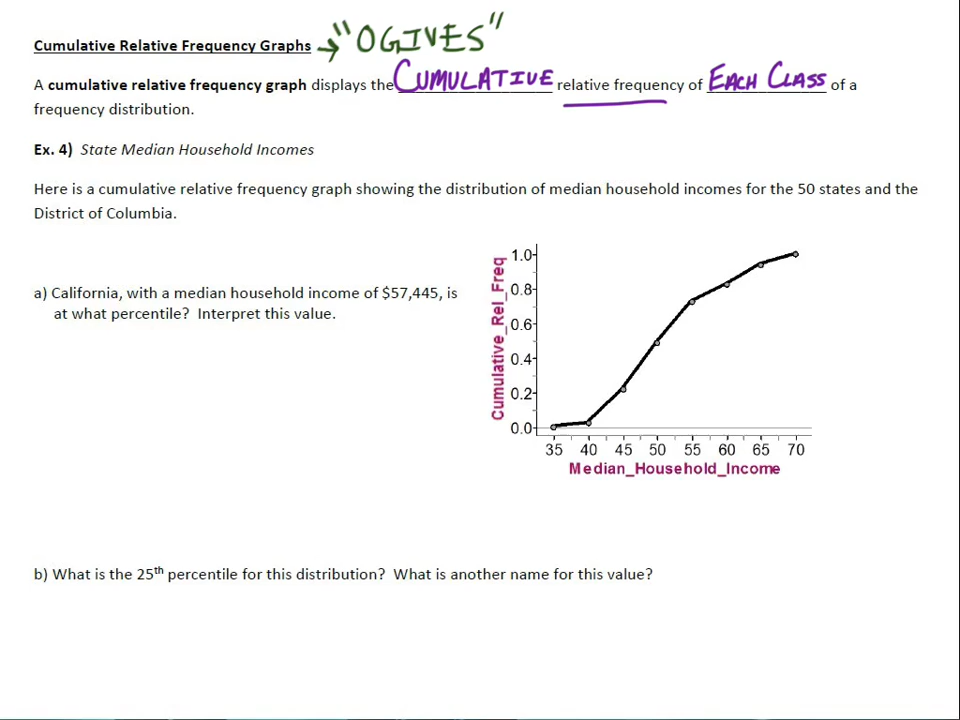 Cumulative Relative Frequency Graphs → "OGIVES"
A cumulative relative frequency graph displays the CUMULATIVE relative frequency of EACH CLASS of a
frequency distribution.
Ex. 4) State Median Household Incomes
Here is a cumulative relative frequency graph showing the distribution of median household incomes for the 50 states and the
District of Columbia.
a) California, with a median household income of $57,445, is
at what percentile? Interpret this value.
Cumulative_Rel_Freq
1.0
0.8
0.6
0.4
0.2
0.0
35 40 45 50 55 60 65 70
Median_Household_Income
b) What is the 25th percentile for this distribution? What is another name for this value?